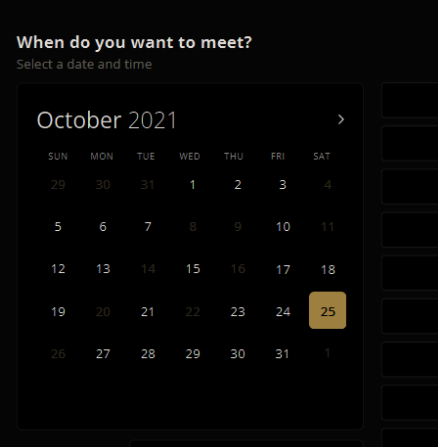 When do you want to meet?
Select a date and time
October 2021 >
SUN MON TUE WED THU FRI SAT
29 30 31 1 2 3 4
5 6 7 8 9 10 11
12 13 14 15 16 17 18
19 20 21 22 23 24 25
26 27 28 29 30 31 1